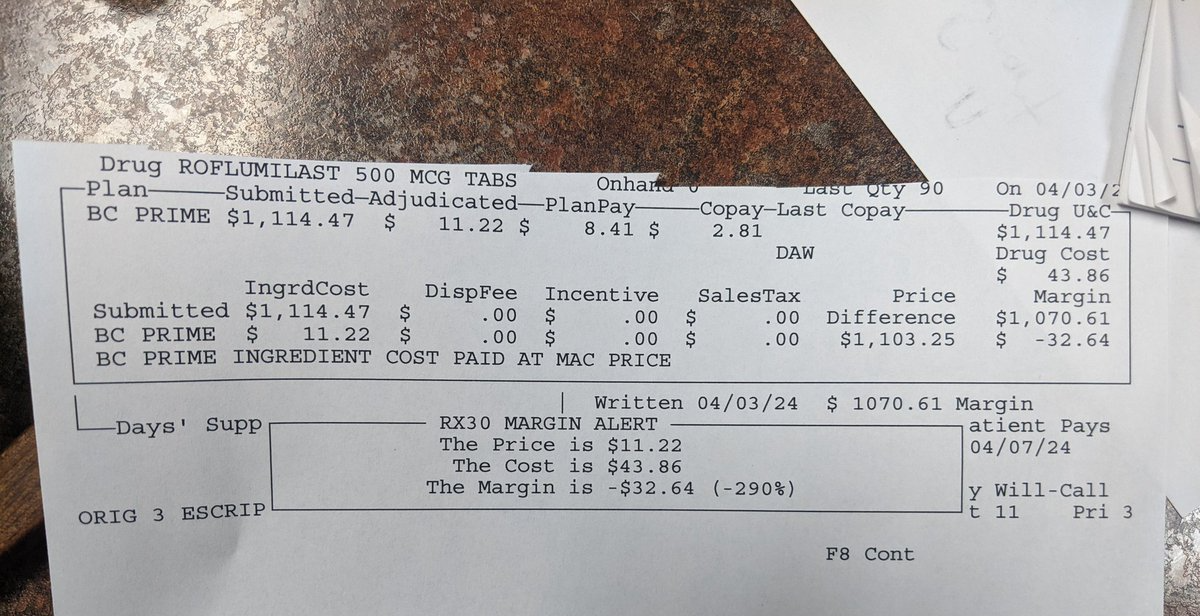 Drug ROFLUMILAST 500 MCG TABS Onhand 0 Last Qty 90 On 04/03/2
Plan Submitted Adjudicated PlanPay Copay Last Copay Drug U&C
BC PRIME $1,114.47 $ 11.22 $ 8.41 $ 2.81 $1,114.47
DAW Drug Cost
$ 43.86
IngrdCost DispFee Incentive SalesTax Price Margin
Submitted $1,114.47 $ .00 $ .00 $ .00 Difference $1,070.61
BC PRIME $ 11.22 $ .00 $ .00 $ .00 $1,103.25 $ -32.64
BC PRIME INGREDIENT COST PAID AT MAC PRICE
Written 04/03/24 $ 1070.61 Margin
Days' Supp RX30 MARGIN ALERT atient Pays
The Price is $11.22 04/07/24
The Cost is $43.86
The Margin is -$32.64 (-290%) y Will-Call
ORIG 3 ESCRIP t 11 Pri 3
F8 Cont